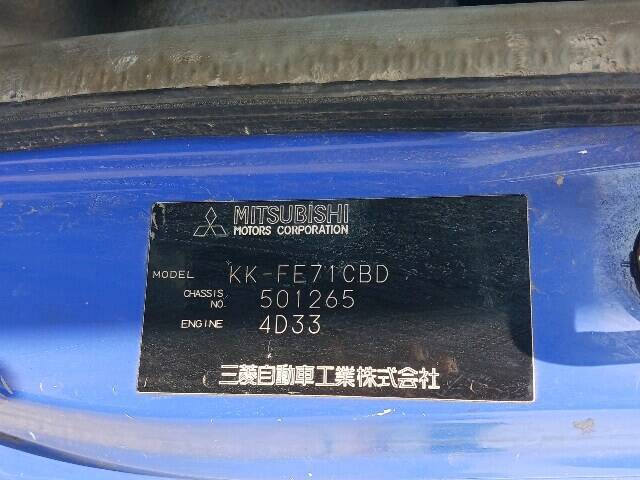 MITSUBISHI
MOTORS CORPORATION
MODEL KK-FE71CBD
CHASSIS NO. 501265
ENGINE 4D33
三菱自動車工業株式会社